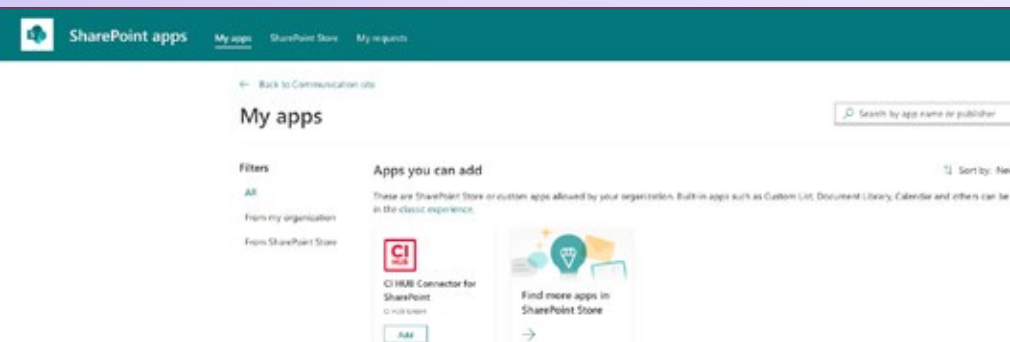 SharePoint apps
My apps
SharePoint Store
My requests
← Back to Communication site
My apps
Search by app name or publisher
Filters
Apps you can add
Sort by: New
All
These are SharePoint Store or custom apps allowed by your organization. Built-in apps such as Custom List, Document Library, Calendar and others can be
in the classic experience.
From my organization
From SharePoint Store
CI
HUB
CI HUB Connector for
SharePoint
CI HUB GmbH
Add
Find more apps in
SharePoint Store
→